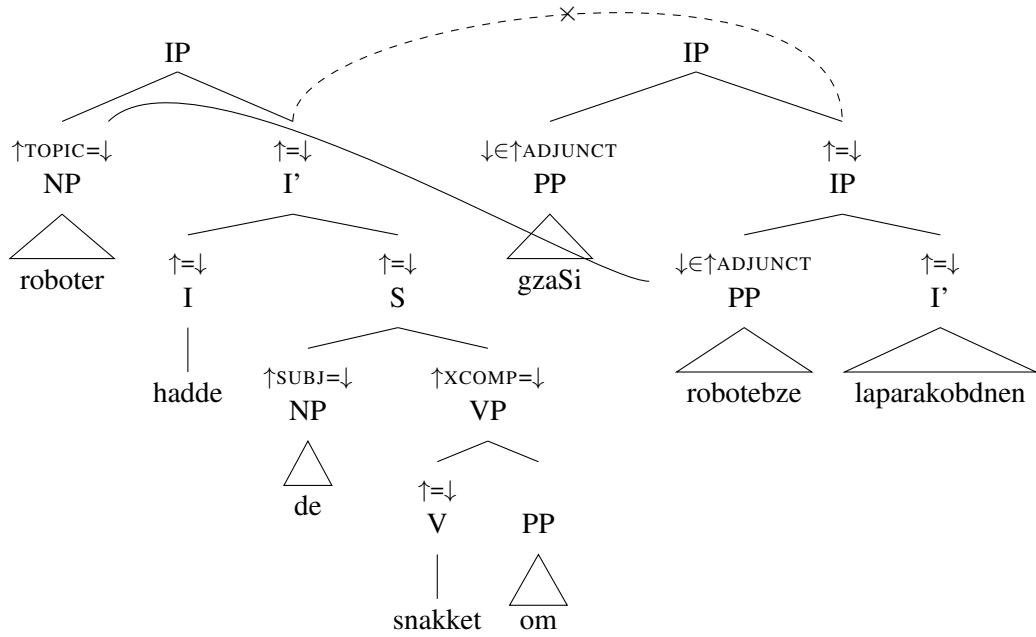 IP IP
↑TOPIC=↓ ↑=↓ ↓∈↑ADJUNCT ↑=↓
NP I' PP IP
roboter ↑=↓ ↑=↓ gzaSi ↓∈↑ADJUNCT ↑=↓
I S PP I'
hadde ↑SUBJ=↓ ↑XCOMP=↓ robotebze laparakobdnen
NP VP
de ↑=↓
V PP
snakket om